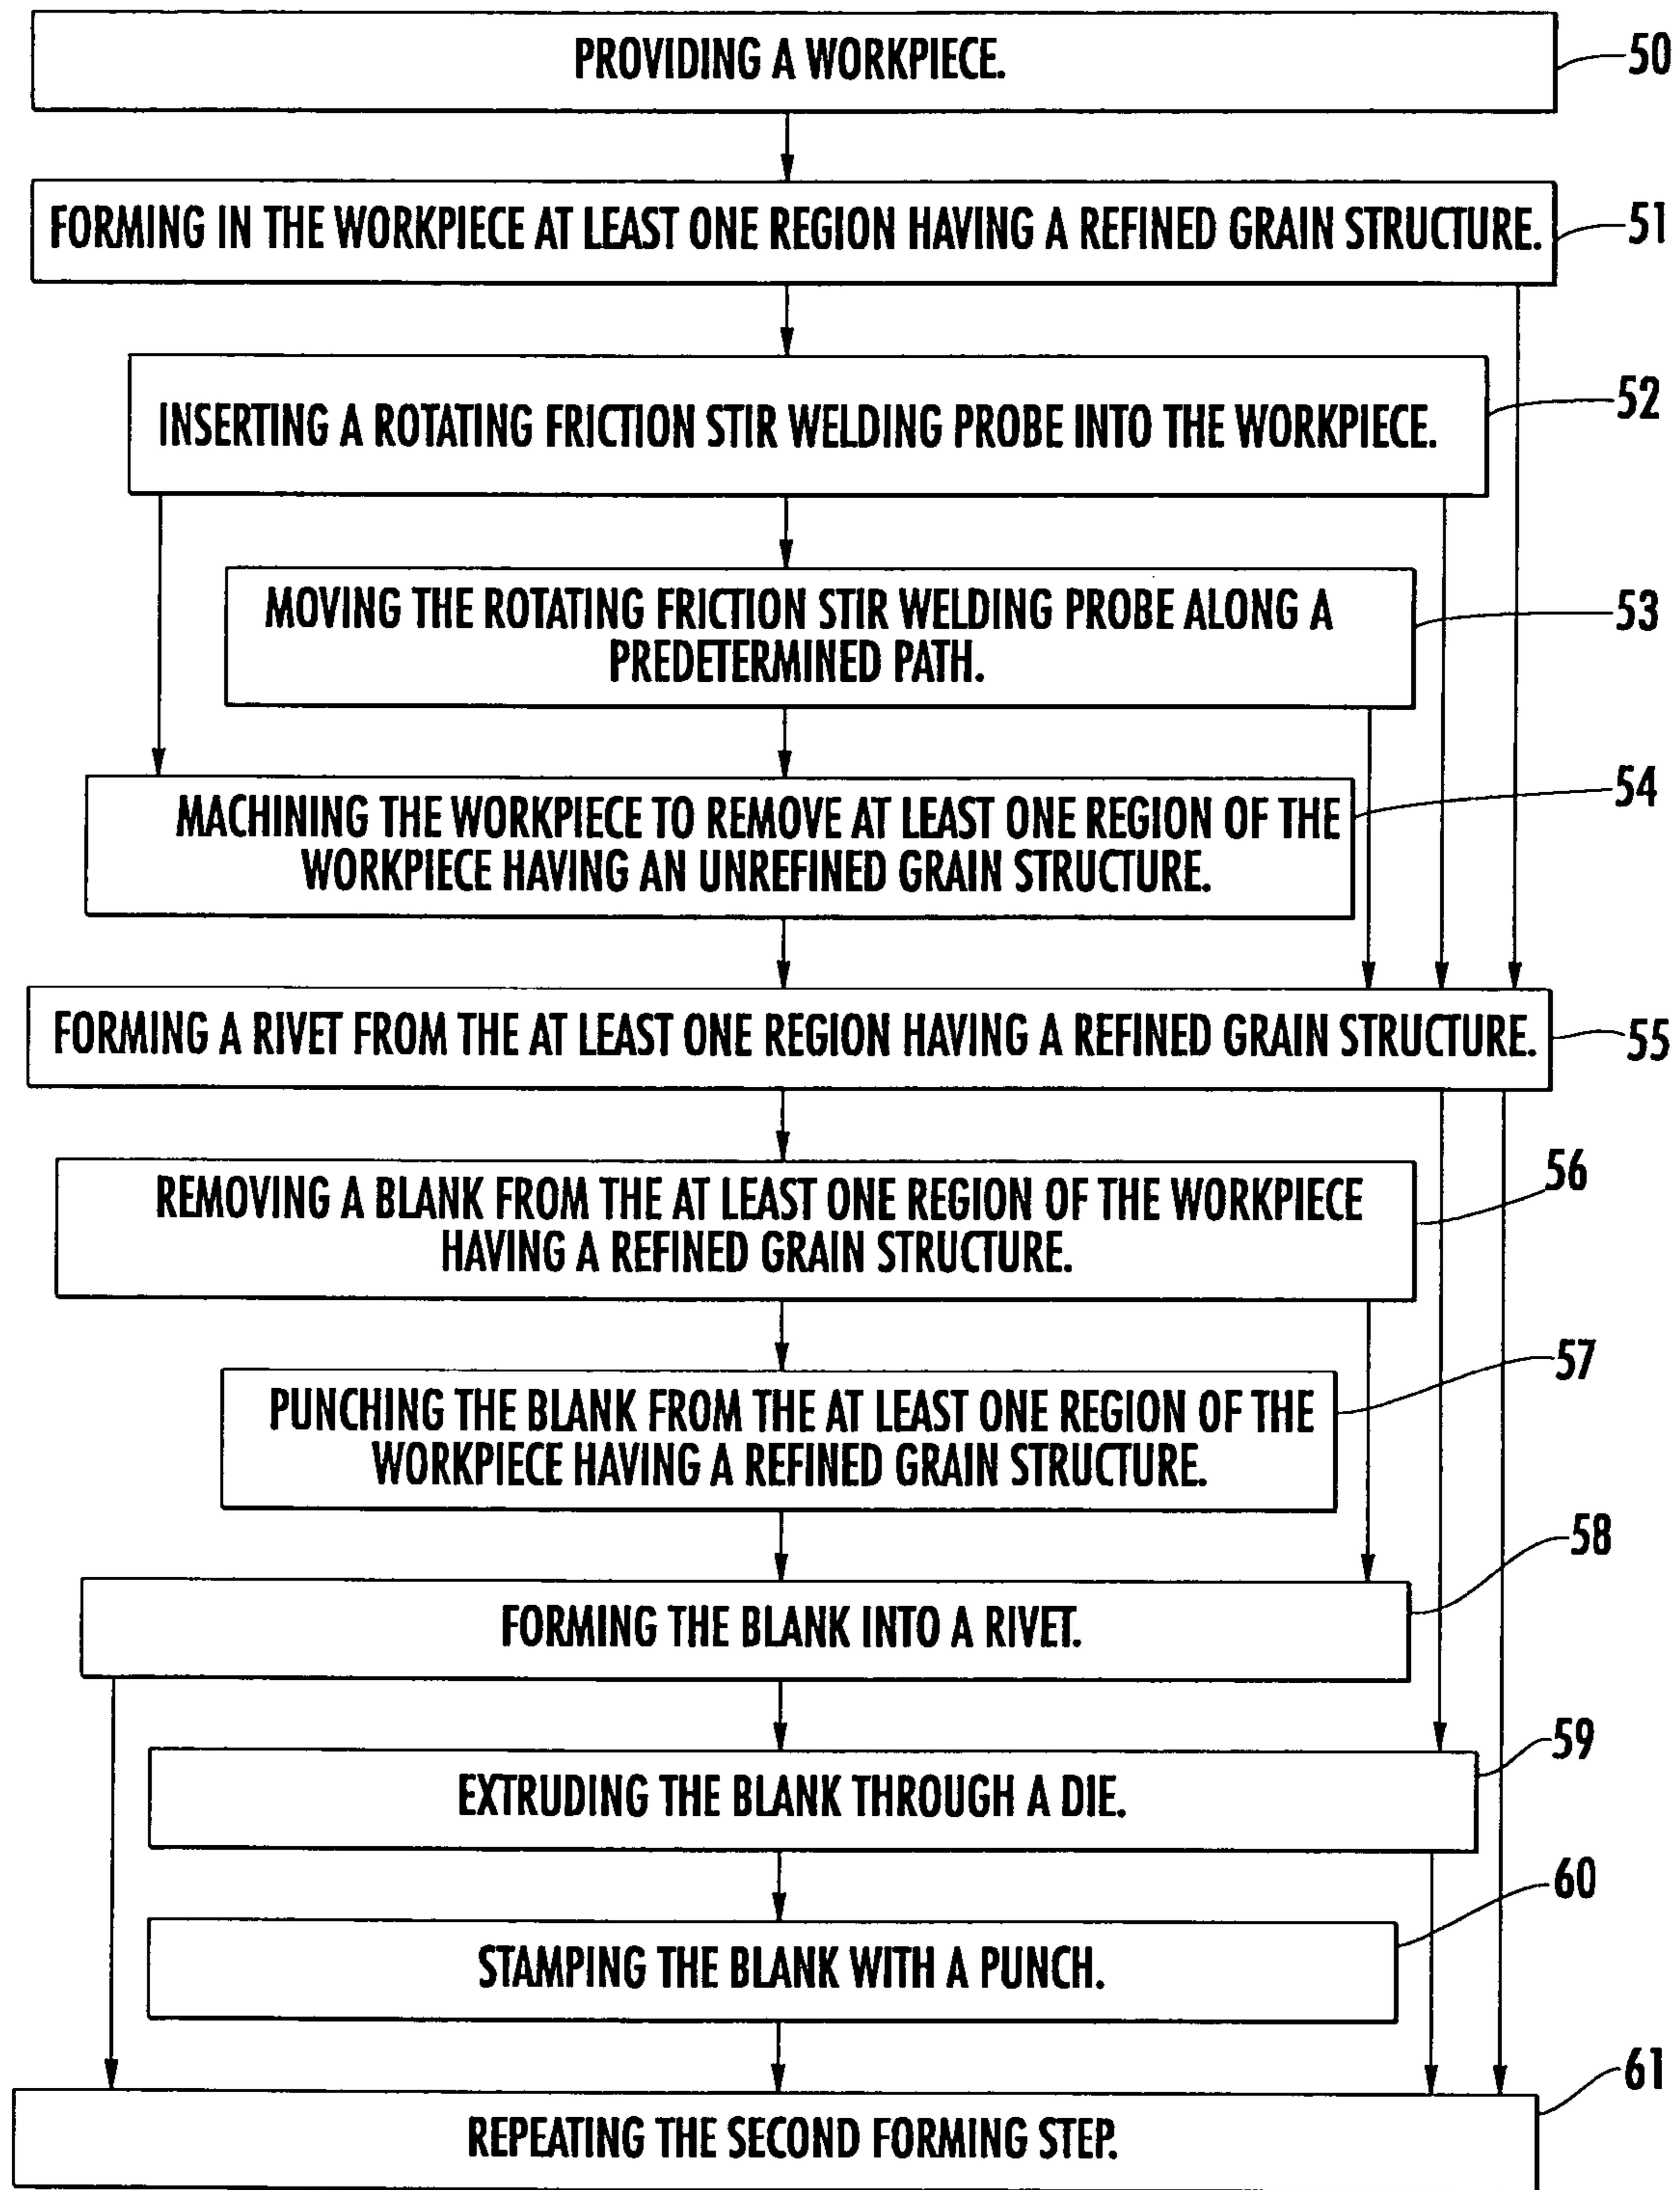 PROVIDING A WORKPIECE.
50
FORMING IN THE WORKPIECE AT LEAST ONE REGION HAVING A REFINED GRAIN STRUCTURE.
51
INSERTING A ROTATING FRICTION STIR WELDING PROBE INTO THE WORKPIECE.
52
MOVING THE ROTATING FRICTION STIR WELDING PROBE ALONG A
PREDETERMINED PATH.
53
MACHINING THE WORKPIECE TO REMOVE AT LEAST ONE REGION OF THE
WORKPIECE HAVING AN UNREFINED GRAIN STRUCTURE.
54
FORMING A RIVET FROM THE AT LEAST ONE REGION HAVING A REFINED GRAIN STRUCTURE.
55
REMOVING A BLANK FROM THE AT LEAST ONE REGION OF THE WORKPIECE
HAVING A REFINED GRAIN STRUCTURE.
56
PUNCHING THE BLANK FROM THE AT LEAST ONE REGION OF THE
WORKPIECE HAVING A REFINED GRAIN STRUCTURE.
57
FORMING THE BLANK INTO A RIVET.
58
EXTRUDING THE BLANK THROUGH A DIE.
59
STAMPING THE BLANK WITH A PUNCH.
60
REPEATING THE SECOND FORMING STEP.
61